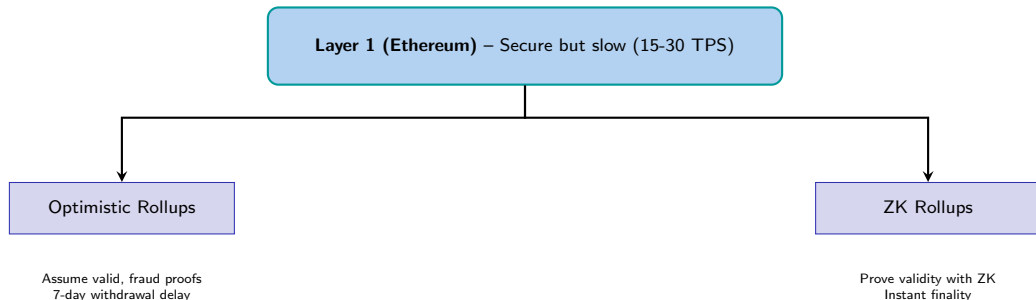 Layer 1 (Ethereum) – Secure but slow (15-30 TPS)
Optimistic Rollups
ZK Rollups
Assume valid, fraud proofs
7-day withdrawal delay
Prove validity with ZK
Instant finality